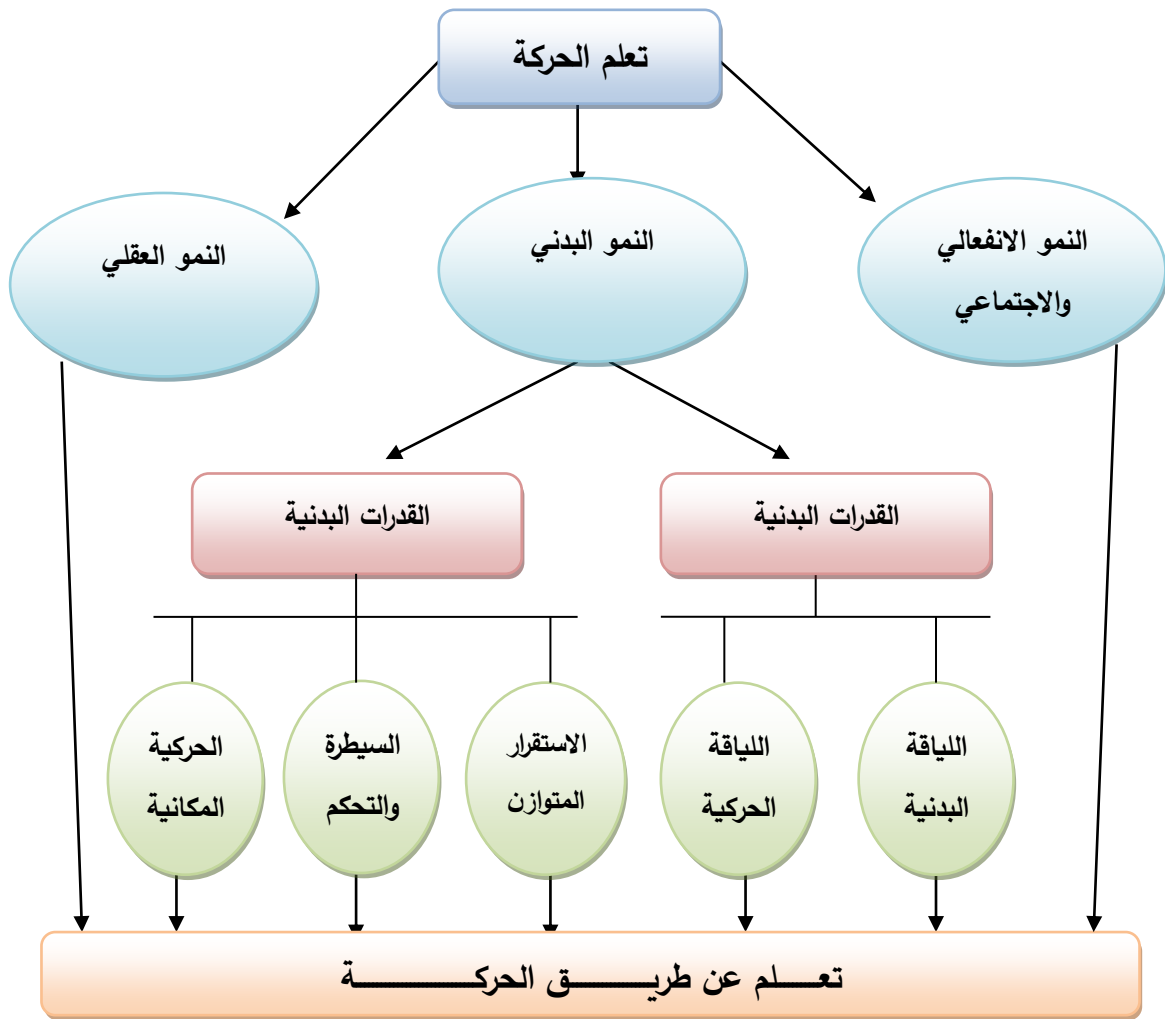 تعلم الحركة
النمو الانفعالي
والاجتماعي
النمو البدني
النمو العقلي
القدرات البدنية
القدرات البدنية
اللياقة
البدنية
اللياقة
الحركية
الاستقرار
المتوازن
السيطرة
والتحكم
الحركية
المكانية
تعـــلم عن طريــــــق الحركــــــــــة